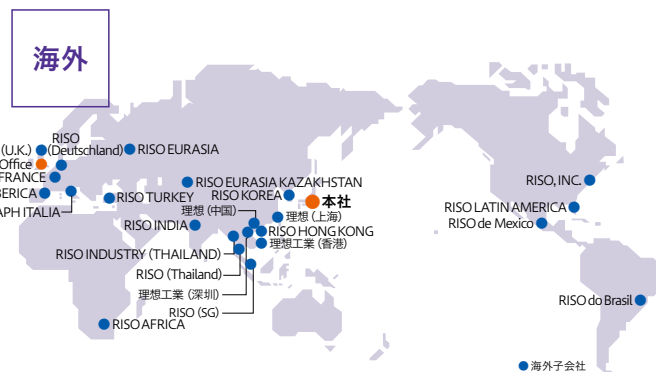 海外
RISO
(U.K.)
(Deutschland)
RISO EURASIA
Office
FRANCE
RISO EURASIA KAZAKHSTAN
BERICA
RISO KOREA
本社
RISO TURKEY
APH ITALIA
理想（中国）
理想（上海）
RISO INDIA
RISO HONG KONG
理想工業（香港）
RISO INDUSTRY (THAILAND)
RISO (Thailand)
理想工業（深圳）
RISO (SG)
RISO AFRICA
RISO, INC.
RISO LATIN AMERICA
RISO de Mexico
RISO do Brasil
海外子会社